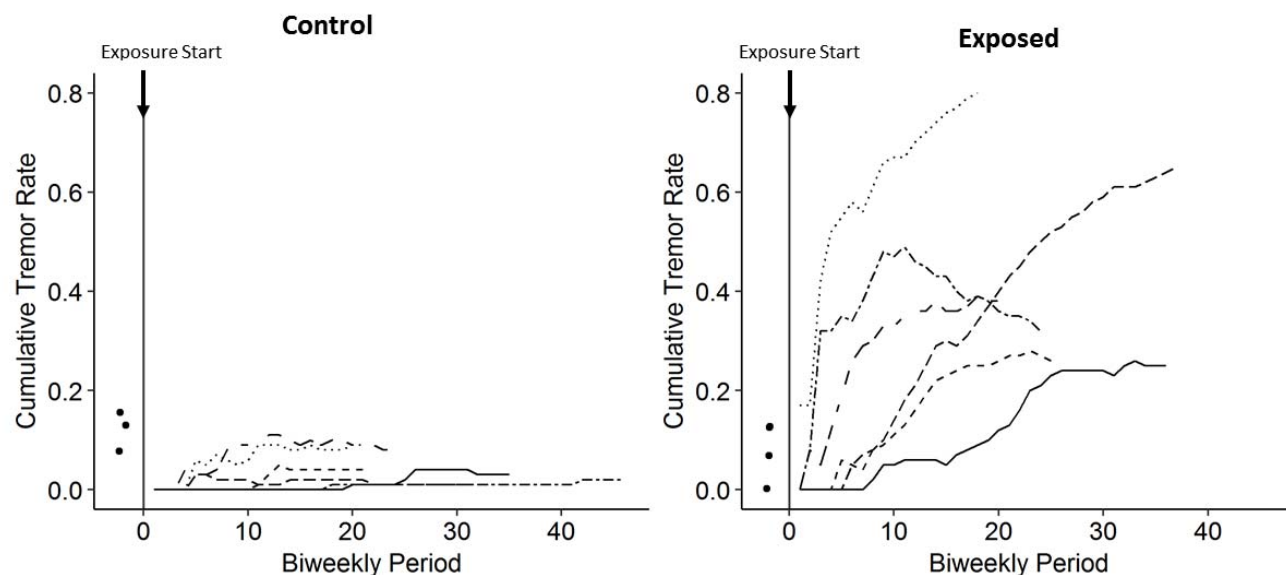 Control
Exposure Start
Cumulative Tremor Rate
0.8
0.6
0.4
0.2
0.0
0 10 20 30 40
Biweekly Period
Exposed
Exposure Start
Cumulative Tremor Rate
0.8
0.6
0.4
0.2
0.0
0 10 20 30 40
Biweekly Period